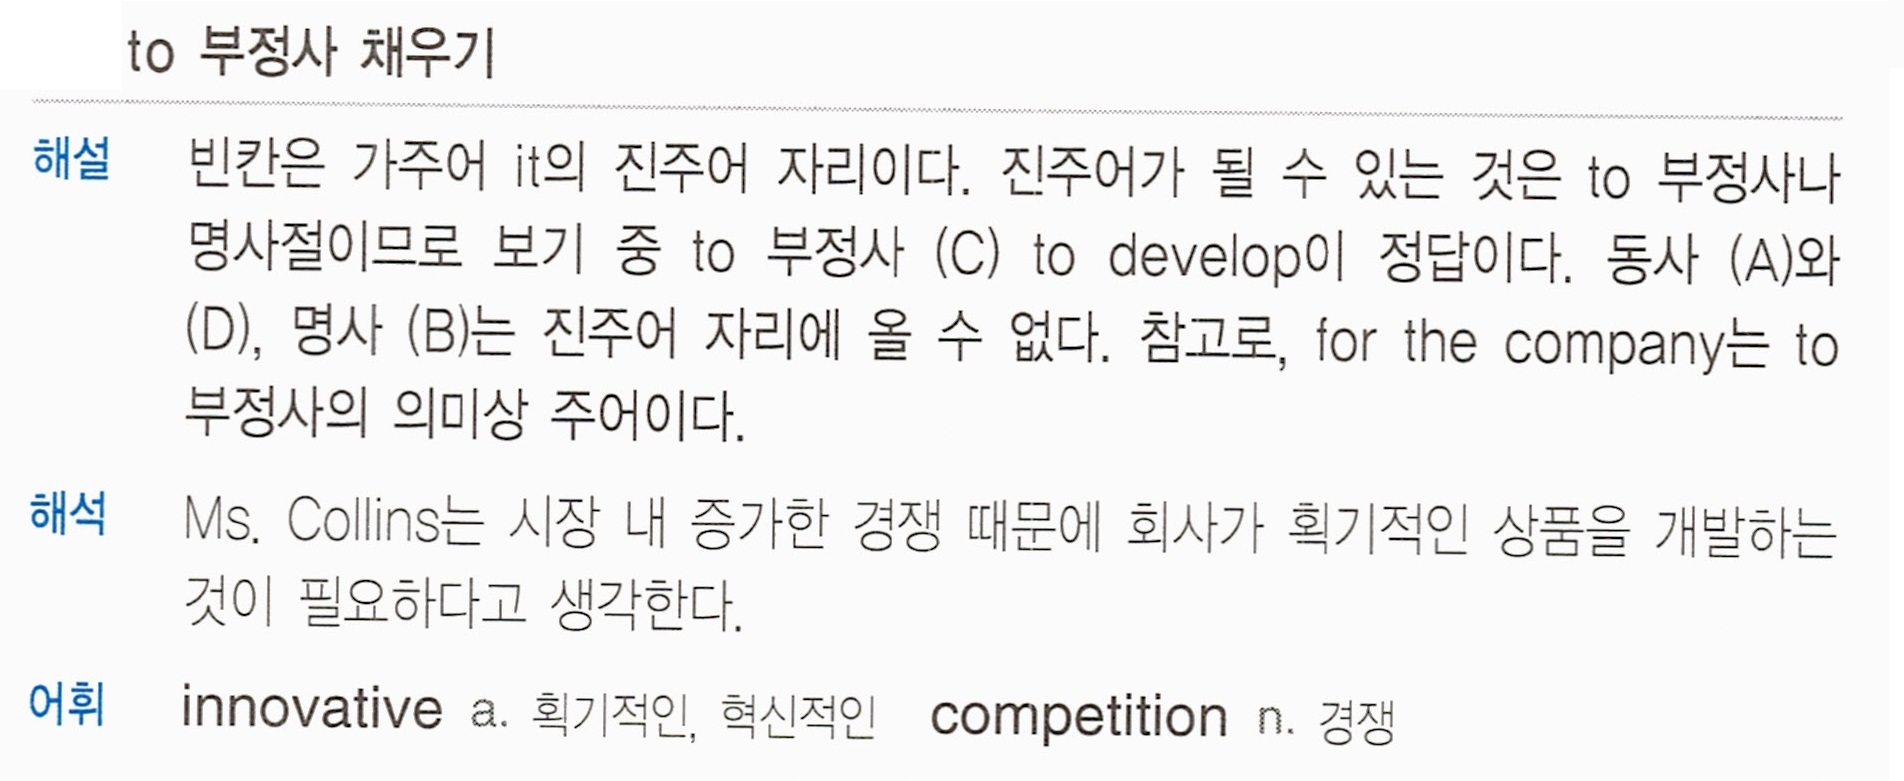 to 부정사 채우기
해설 빈칸은 가주어 it의 진주어 자리이다. 진주어가 될 수 있는 것은 to 부정사나
명사절이므로 보기 중 to 부정사 (C) to develop이 정답이다. 동사 (A)와
(D), 명사 (B)는 진주어 자리에 올 수 없다. 참고로, for the company는 to
부정사의 의미상 주어이다.
해석 Ms. Collins는 시장 내 증가한 경쟁 때문에 회사가 획기적인 상품을 개발하는
것이 필요하다고 생각한다.
어휘 innovative a. 획기적인, 혁신적인 competition n. 경쟁